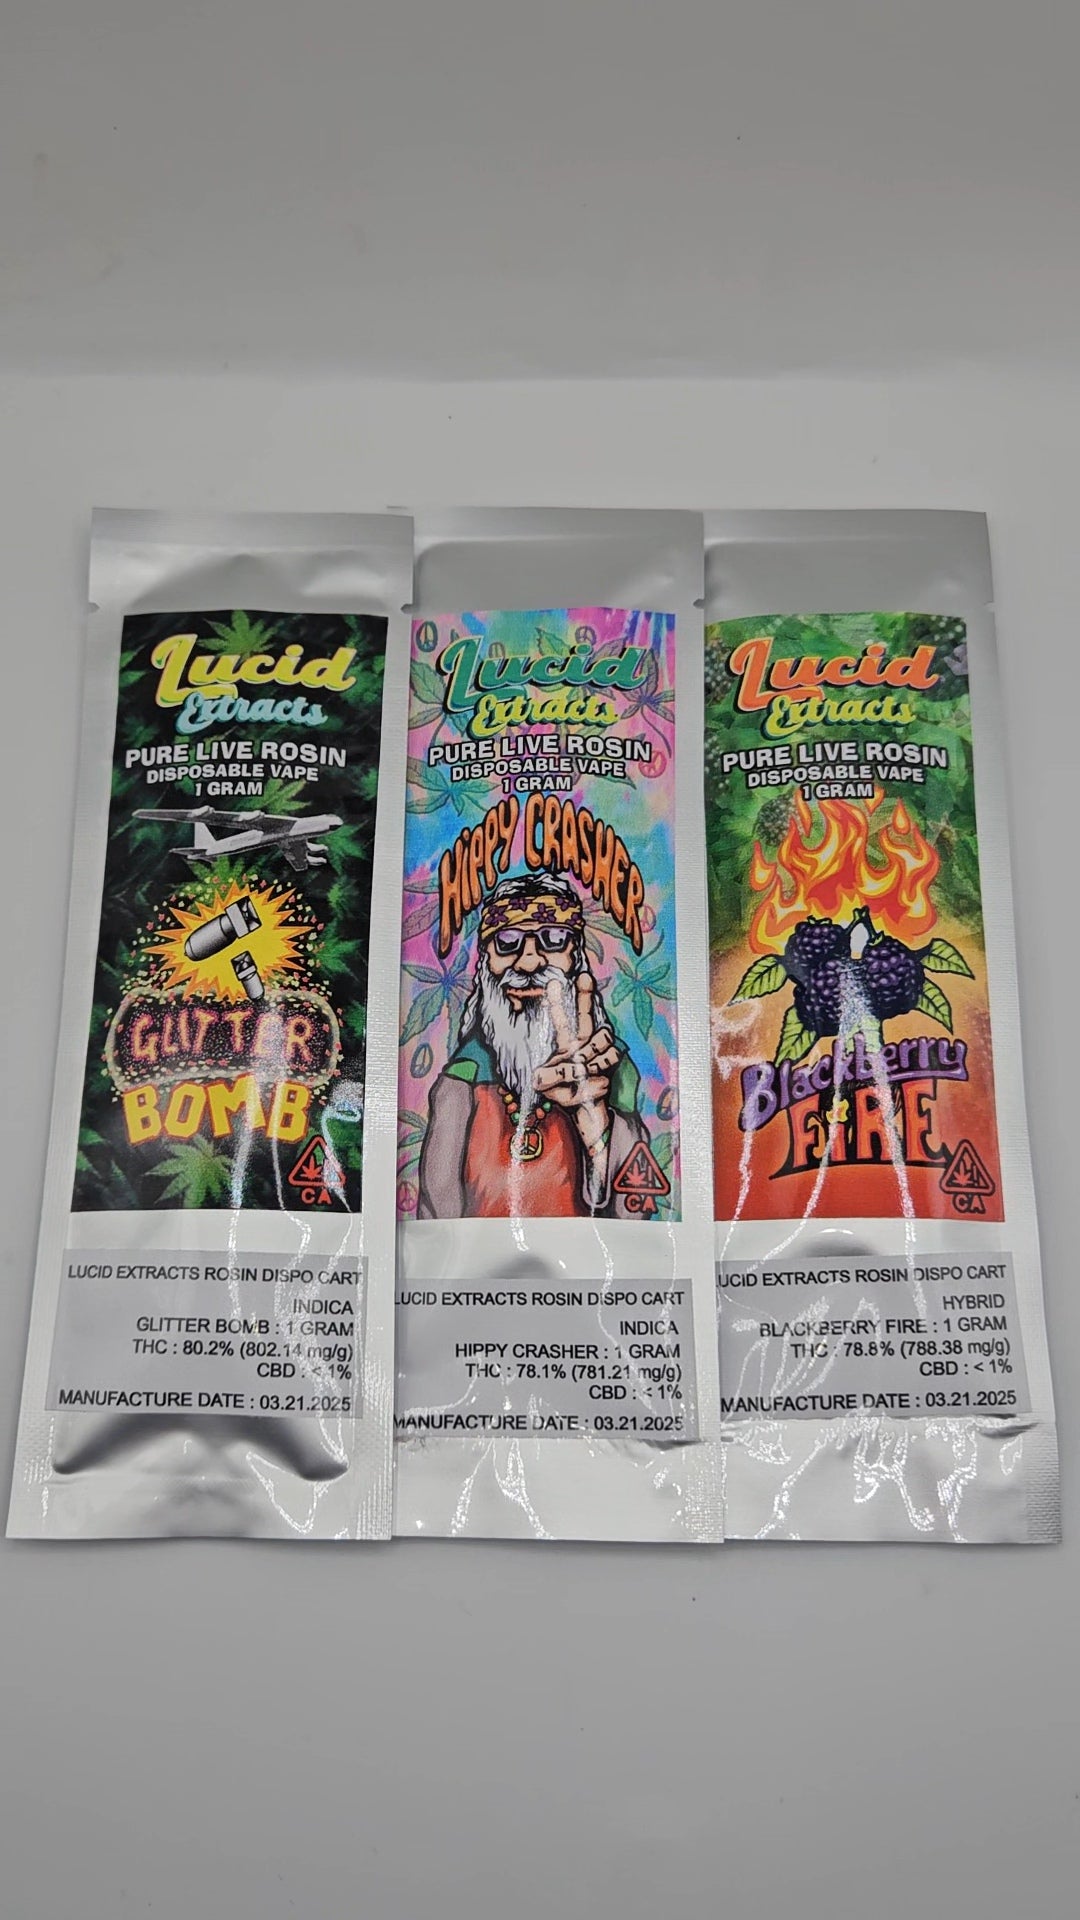 Lucid
Extracts
PURE LIVE ROSIN
DISPOSABLE VAPE
1 GRAM
GLITTER
BOMB
CA
LUCID EXTRACTS ROSIN DISPO CART
INDICA
GLITTER BOMB : 1 GRAM
THC : 80.2% (802.14 mg/g)
CBD : < 1%
MANUFACTURE DATE : 03.21.2025
Lucid
Extracts
PURE LIVE ROSIN
DISPOSABLE VAPE
1 GRAM
HIPPY CRASHER
CA
LUCID EXTRACTS ROSIN DISPO CART
INDICA
HIPPY CRASHER : 1 GRAM
THC : 78.1% (781.21 mg/g)
CBD : < 1%
MANUFACTURE DATE : 03.21.2025
Lucid
Extracts
PURE LIVE ROSIN
DISPOSABLE VAPE
1 GRAM
Blackberry
FIRE
CA
LUCID EXTRACTS ROSIN DISPO CART
HYBRID
BLACKBERRY FIRE : 1 GRAM
THC : 78.8% (788.38 mg/g)
CBD : < 1%
MANUFACTURE DATE : 03.21.2025